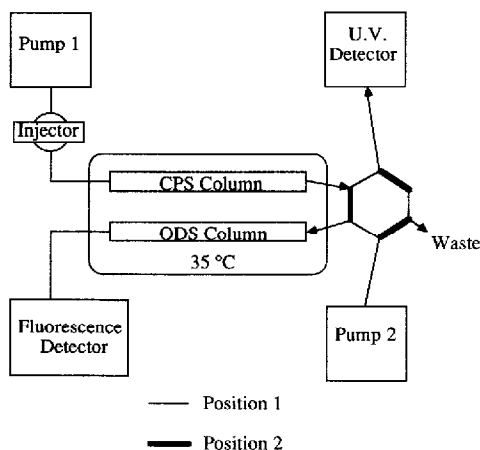 Pump 1
U.V.
Detector
Injector
CPS Column
ODS Column
35 °C
Waste
Fluorescence
Detector
Pump 2
Position 1
Position 2